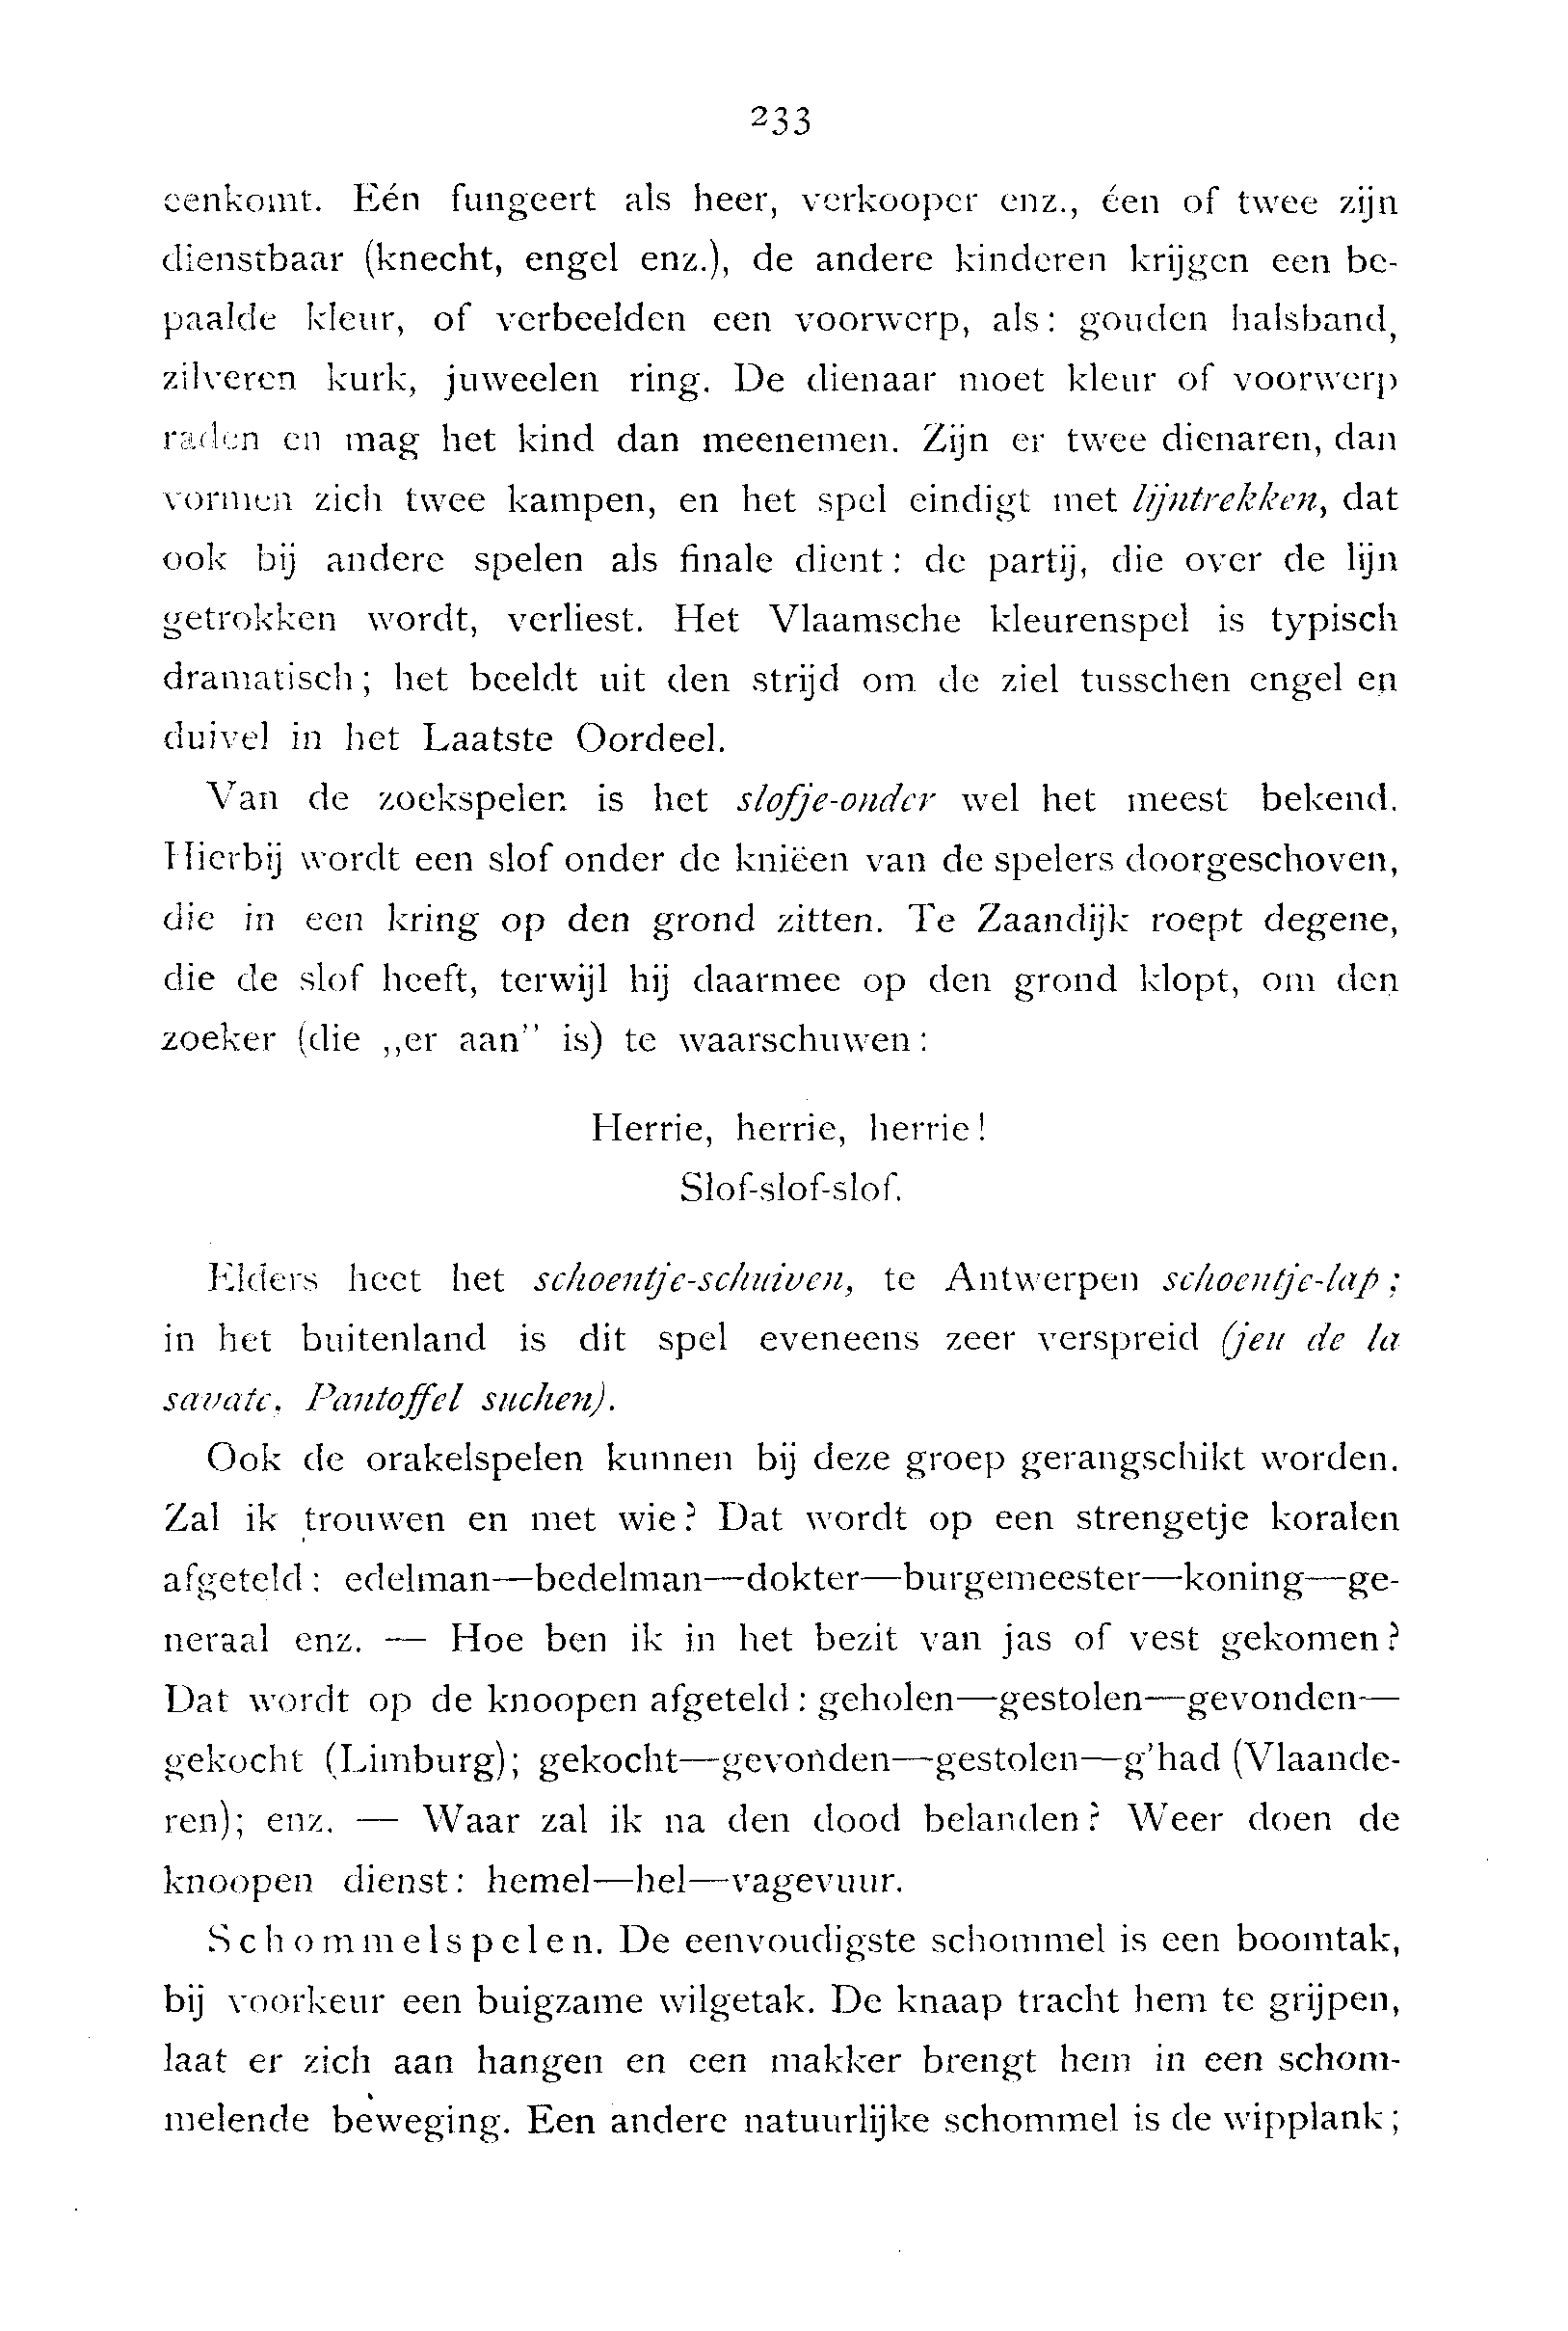 233
eenkomt. Eén fungeert als heer, verkooper enz., éen of twee zijn
dienstbaar (knecht, engel enz.), de andere kinderen krijgen een be-
paalde kleur, of verbeelden een voorwerp, als: gouden halsband,
zilveren kurk, juweelen ring. De dienaar moet kleur of voorwerp
raden en mag het kind dan meenemen. Zijn er twee dienaren, dan
vormen zich twee kampen, en het spel eindigt met lijntrekken, dat
ook bij andere spelen als finale dient: de partij, die over de lijn
getrokken wordt, verliest. Het Vlaamsche kleurenspel is typisch
dramatisch; het beeldt uit den strijd om de ziel tusschen engel en
duivel in het Laatste Oordeel.
Van de zoekspelen is het slofje-onder wel het meest bekend.
Hierbij wordt een slof onder de knieën van de spelers doorgeschoven,
die in een kring op den grond zitten. Te Zaandijk roept degene,
die de slof heeft, terwijl hij daarmee op den grond klopt, om den
zoeker (die „er aan” is) te waarschuwen:
Herrie, herrie, herrie!
Slof-slof-slof.
Elders heet het schoentje-schuiven, te Antwerpen schoentje-lap;
in het buitenland is dit spel eveneens zeer verspreid (jeu de la
savate, Pantoffel suchen).
Ook de orakelspelen kunnen bij deze groep gerangschikt worden.
Zal ik trouwen en met wie? Dat wordt op een strengetje koralen
afgeteld: edelman—bedelman—dokter—burgemeester—koning—ge-
neraal enz. — Hoe ben ik in het bezit van jas of vest gekomen?
Dat wordt op de knoopen afgeteld: geholen—gestolen—gevonden—
gekocht (Limburg); gekocht—gevonden—gestolen—g'had (Vlaande-
ren); enz. — Waar zal ik na den dood belanden? Weer doen de
knoopen dienst: hemel—hel—vagevuur.
Schommelspelen. De eenvoudigste schommel is een boomtak,
bij voorkeur een buigzame wilgetak. De knaap tracht hem te grijpen,
laat er zich aan hangen en een makker brengt hem in een schom-
melende beweging. Een andere natuurlijke schommel is de wipplank;